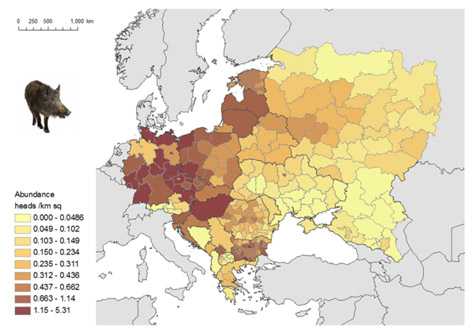 0 250 500 1,000 km
Abundance
heads /km sq
0.000 - 0.0486
0.049 - 0.102
0.103 - 0.149
0.150 - 0.234
0.235 - 0.311
0.312 - 0.436
0.437 - 0.662
0.663 - 1.14
1.15 - 5.31